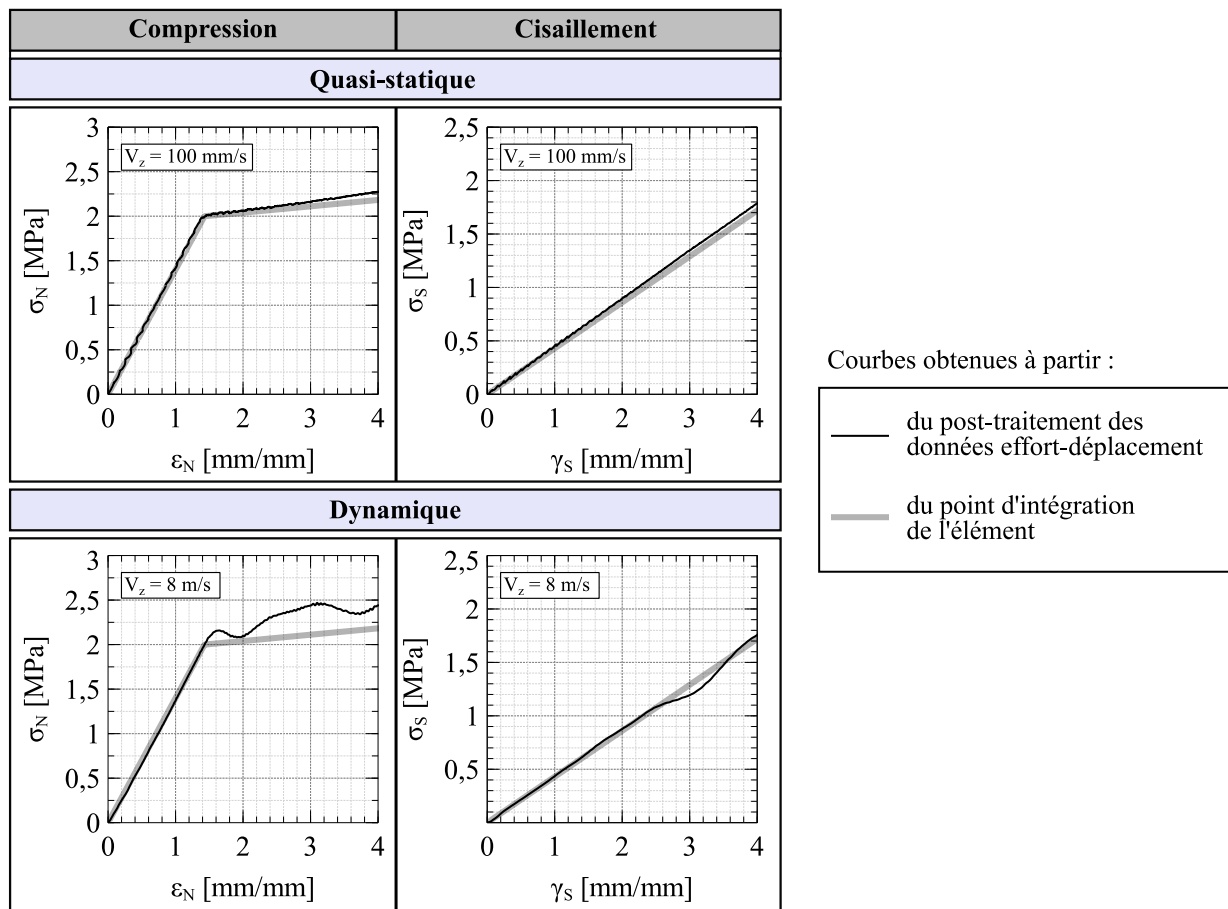 Compression
Cisaillement
Quasi-statique
3
2,5
2
1,5
1
0,5
0
V_z = 100 mm/s
σ_N [MPa]
0 1 2 3 4
ε_N [mm/mm]
2,5
2
1,5
1
0,5
0
V_z = 100 mm/s
σ_S [MPa]
0 1 2 3 4
γ_S [mm/mm]
Dynamique
3
2,5
2
1,5
1
0,5
0
V_z = 8 m/s
σ_N [MPa]
0 1 2 3 4
ε_N [mm/mm]
2,5
2
1,5
1
0,5
V_z = 8 m/s
σ_S [MPa]
0 1 2 3 4
γ_S [mm/mm]
Courbes obtenues à partir :
du post-traitement des
données effort-déplacement
du point d'intégration
de l'élément